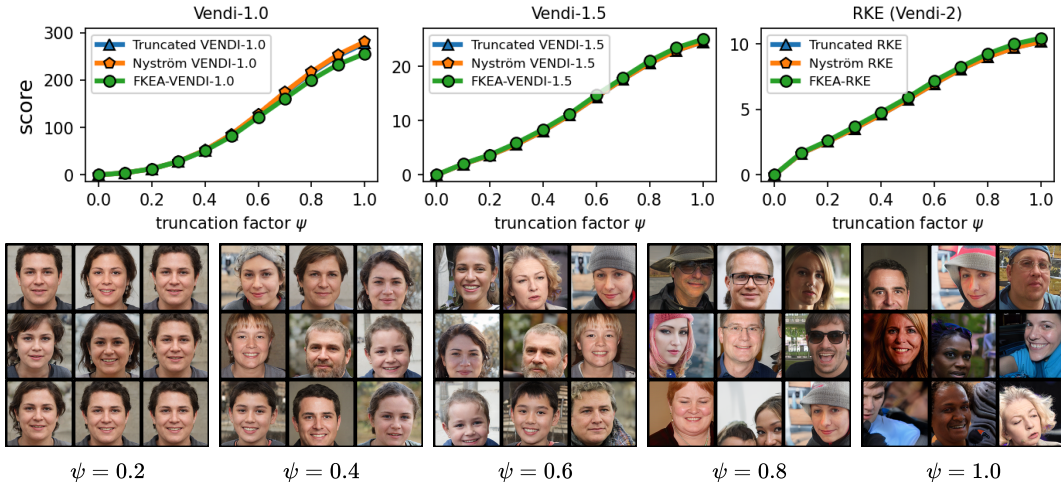 Vendi-1.0
Vendi-1.5
RKE (Vendi-2)
300
200
100
0
score
Truncated VENDI-1.0
Nyström VENDI-1.0
FKEA-VENDI-1.0
0.0 0.2 0.4 0.6 0.8 1.0
truncation factor ψ
20
10
0
Truncated VENDI-1.5
Nyström VENDI-1.5
FKEA-VENDI-1.5
0.0 0.2 0.4 0.6 0.8 1.0
truncation factor ψ
10
5
0
Truncated RKE
Nyström RKE
FKEA-RKE
0.0 0.2 0.4 0.6 0.8 1.0
truncation factor ψ
ψ = 0.2
ψ = 0.4
ψ = 0.6
ψ = 0.8
ψ = 1.0